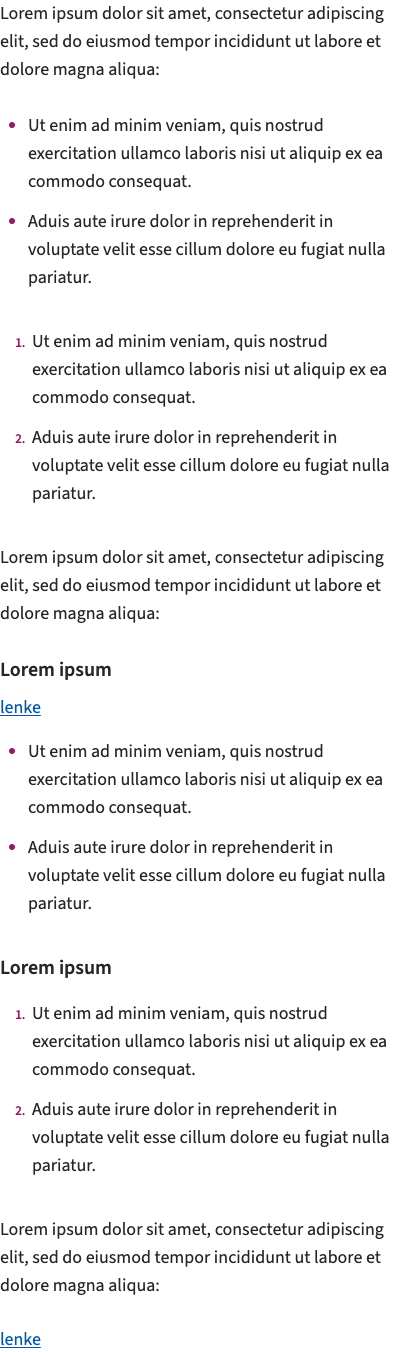 Lorem ipsum dolor sit amet, consectetur adipiscing
elit, sed do eiusmod tempor incididunt ut labore et
dolore magna aliqua:
• Ut enim ad minim veniam, quis nostrud
exercitation ullamco laboris nisi ut aliquip ex ea
commodo consequat.
• Aduis aute irure dolor in reprehenderit in
voluptate velit esse cillum dolore eu fugiat nulla
pariatur.
1. Ut enim ad minim veniam, quis nostrud
exercitation ullamco laboris nisi ut aliquip ex ea
commodo consequat.
2. Aduis aute irure dolor in reprehenderit in
voluptate velit esse cillum dolore eu fugiat nulla
pariatur.
Lorem ipsum dolor sit amet, consectetur adipiscing
elit, sed do eiusmod tempor incididunt ut labore et
dolore magna aliqua:
Lorem ipsum
lenke
• Ut enim ad minim veniam, quis nostrud
exercitation ullamco laboris nisi ut aliquip ex ea
commodo consequat.
• Aduis aute irure dolor in reprehenderit in
voluptate velit esse cillum dolore eu fugiat nulla
pariatur.
Lorem ipsum
1. Ut enim ad minim veniam, quis nostrud
exercitation ullamco laboris nisi ut aliquip ex ea
commodo consequat.
2. Aduis aute irure dolor in reprehenderit in
voluptate velit esse cillum dolore eu fugiat nulla
pariatur.
Lorem ipsum dolor sit amet, consectetur adipiscing
elit, sed do eiusmod tempor incididunt ut labore et
dolore magna aliqua:
lenke